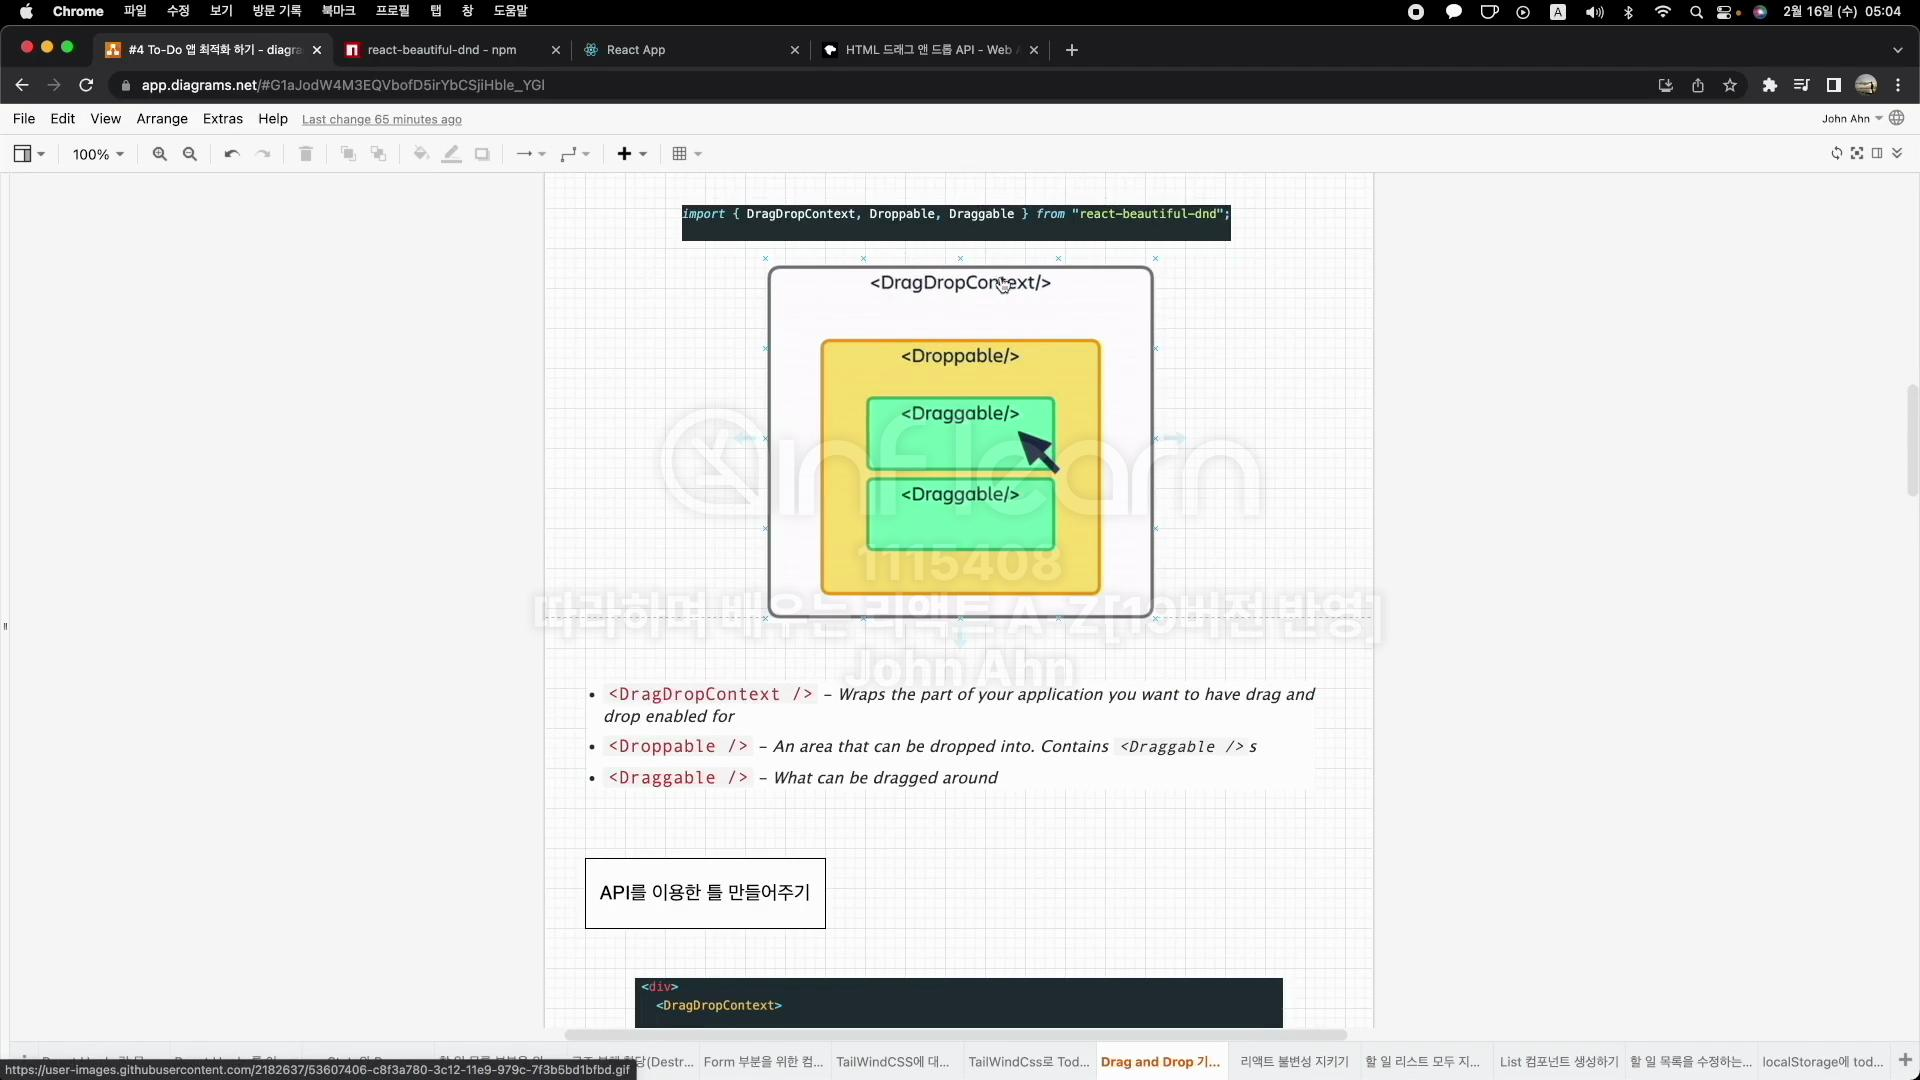 Chrome 파일 수정 보기 방문 기록 북마크 프로필 탭 창 도움말 A 2월 16일 (수) 05:04
#4 To-Do 앱 최적화 하기 - diagra react-beautiful-dnd - npm React App HTML 드래그 앤 드롭 API - Web A
app.diagrams.net/#G1aJodW4M3EQVbofD5irYbCSjiHble_YGl
File Edit View Arrange Extras Help Last change 65 minutes ago John Ahn
100%
import { DragDropContext, Droppable, Draggable } from "react-beautiful-dnd";
<DragDropContext/>
<Droppable/>
<Draggable/>
inflearn
<Draggable/>
1115408
따라하며 배우는 리액트 A-Z[19버전 반영]
John Ahn
• <DragDropContext /> – Wraps the part of your application you want to have drag and
drop enabled for
• <Droppable /> – An area that can be dropped into. Contains <Draggable />s
• <Draggable /> – What can be dragged around
API를 이용한 틀 만들어주기
<div>
<DragDropContext>
(Destr... Form 부분을 위한 컴... TailWindCSS에 대... TailWindCss로 Tod... Drag and Drop 기... 리액트 불변성 지키기 할 일 리스트 모두 지... List 컴포넌트 생성하기 할 일 목록을 수정하는... localStorage에 tod...
https://user-images.githubusercontent.com/2182637/53607406-c8f3a780-3c12-11e9-979c-7f3b5bd1bfbd.gif